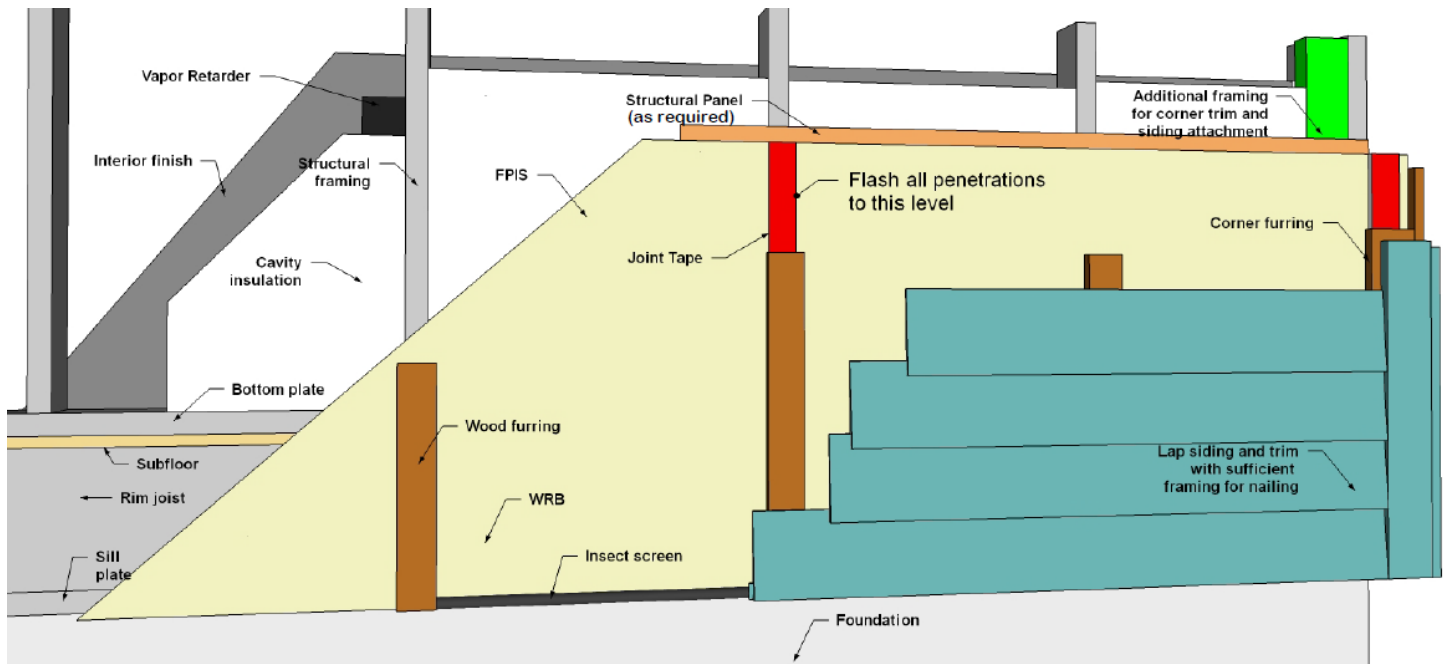 Vapor Retarder
Interior finish
Structural
framing
FPIS
Structural Panel
(as required)
Additional framing
for corner trim and
siding attachment
Flash all penetrations
to this level
Joint Tape
Corner furring
Cavity
insulation
Bottom plate
Wood furring
Subfloor
Rim joist
WRB
Lap siding and trim
with sufficient
framing for nailing
Sill
plate
Insect screen
Foundation